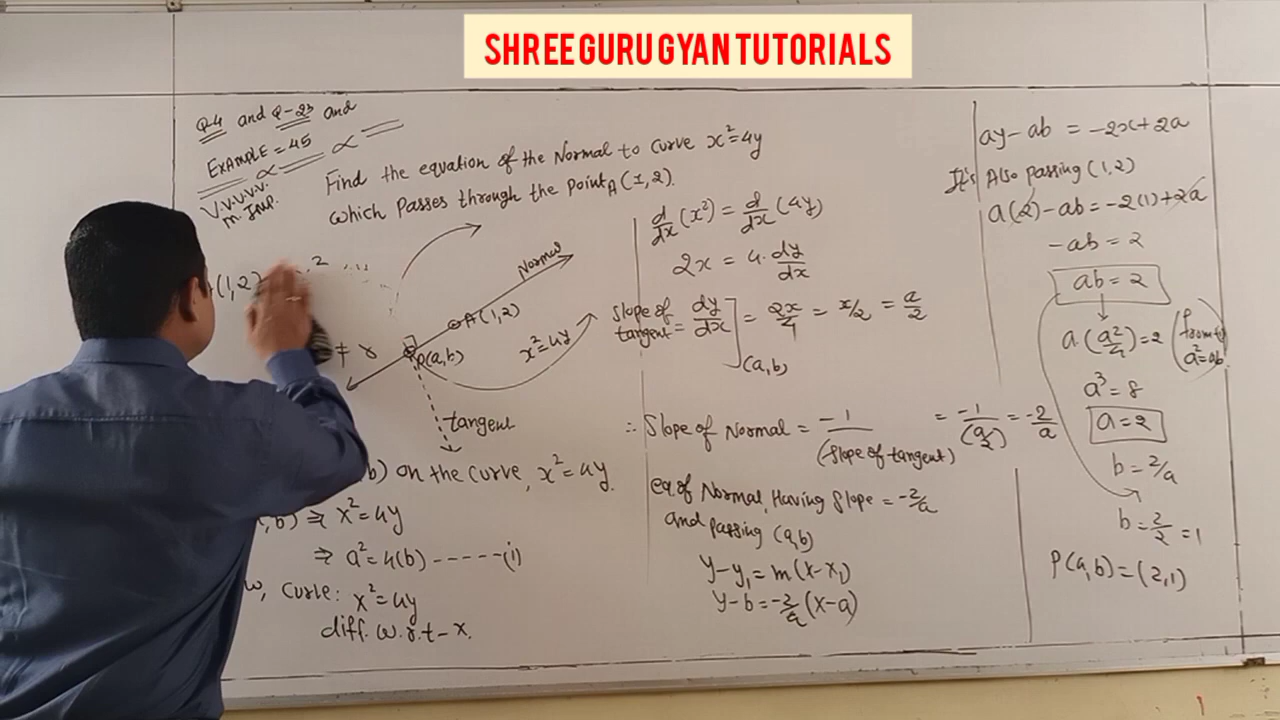 SHREE GURU GYAN TUTORIALS
Q-4 and Q-23 and
EXAMPLE = 45
V.V.V.V.V.
m. Imp.
Find the equation of the Normal to curve x²=4y
which passes through the point A(1,2).
(1,2)
Normal
A(1,2)
P(a,b)
x²=4y
≠ r
tangent
b) on the curve, x²=4y.
,b) ⇒ x²=4y
⇒ a²=4(b) ------(i)
w, curve: x²=4y
diff. w.r.t-x.
d/dx (x²) = d/dx (4y)
2x = 4·dy/dx
Slope of tangent = dy/dx](a,b) = 2x/4 = x/2 = a/2
∴ Slope of Normal = -1/(slope of tangent) = -1/(a/2) = -2/a
eq. of Normal, Having slope = -2/a
and passing (a,b)
y-y₁=m(x-x₁)
y-b=-2/a(x-a)
ay-ab = -2x+2a
It's Also passing (1,2)
a(2)-ab=-2(1)+2a
-ab=2
ab=2
a(a²/4)=2 (from
a³=8
a=2
b=2/a
b=2/2=1
P(a,b)=(2,1)